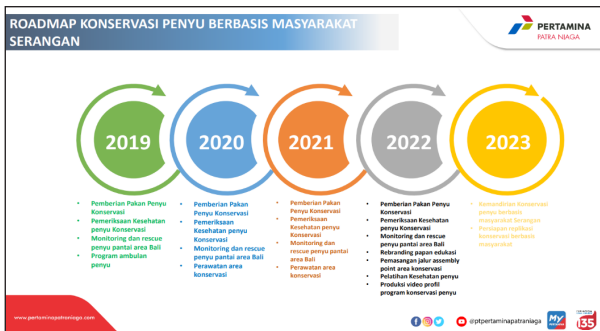 ROADMAP KONSERVASI PENYU BERBASIS MASYARAKAT
SERANGAN
PERTAMINA
PATRA NIAGA
2019
2020
2021
2022
2023
• Pemberian Pakan Penyu
Konservasi
• Pemeriksaan Kesehatan
penyu Konservasi
• Monitoring dan rescue
penyu pantai area Bali
• Program ambulan
penyu
• Pemberian Pakan
Penyu Konservasi
• Pemeriksaan
Kesehatan penyu
Konservasi
• Monitoring dan rescue
penyu pantai area Bali
• Perawatan area
konservasi
• Pemberian Pakan
Penyu Konservasi
• Pemeriksaan
Kesehatan penyu
Konservasi
• Monitoring dan
rescue penyu pantai
area Bali
• Perawatan area
konservasi
• Pemberian Pakan Penyu
Konservasi
• Pemeriksaan Kesehatan
penyu Konservasi
• Monitoring dan rescue
penyu pantai area Bali
• Rebranding papan edukasi
• Pemasangan jalur assembly
point area konservasi
• Pelatihan Kesehatan penyu
• Produksi video profil
program konservasi penyu
• Kemandirian Konservasi
penyu berbasis
masyarakat Serangan
• Persiapan replikasi
konservasi berbasis
masyarakat
www.pertaminapatraniaga.com
@ptpertaminapatraniaga
MY
135